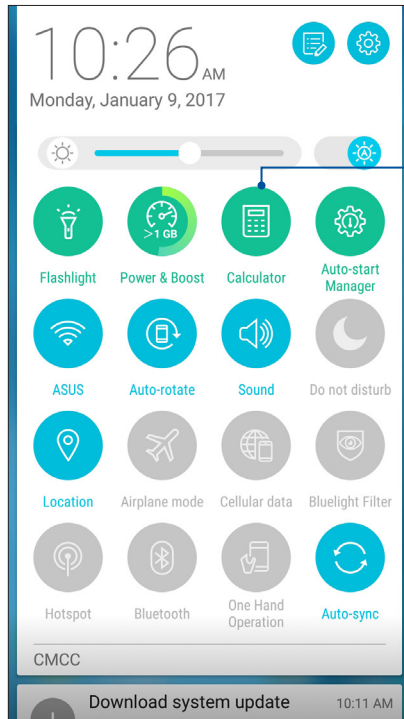 10:26 AM
Monday, January 9, 2017
A
>1 GB
Flashlight
Power & Boost
Calculator
Auto-start
Manager
ASUS
Auto-rotate
Sound
Do not disturb
Location
Airplane mode
Cellular data
Bluelight Filter
Hotspot
Bluetooth
One Hand
Operation
Auto-sync
CMCC
Download system update 10:11 AM